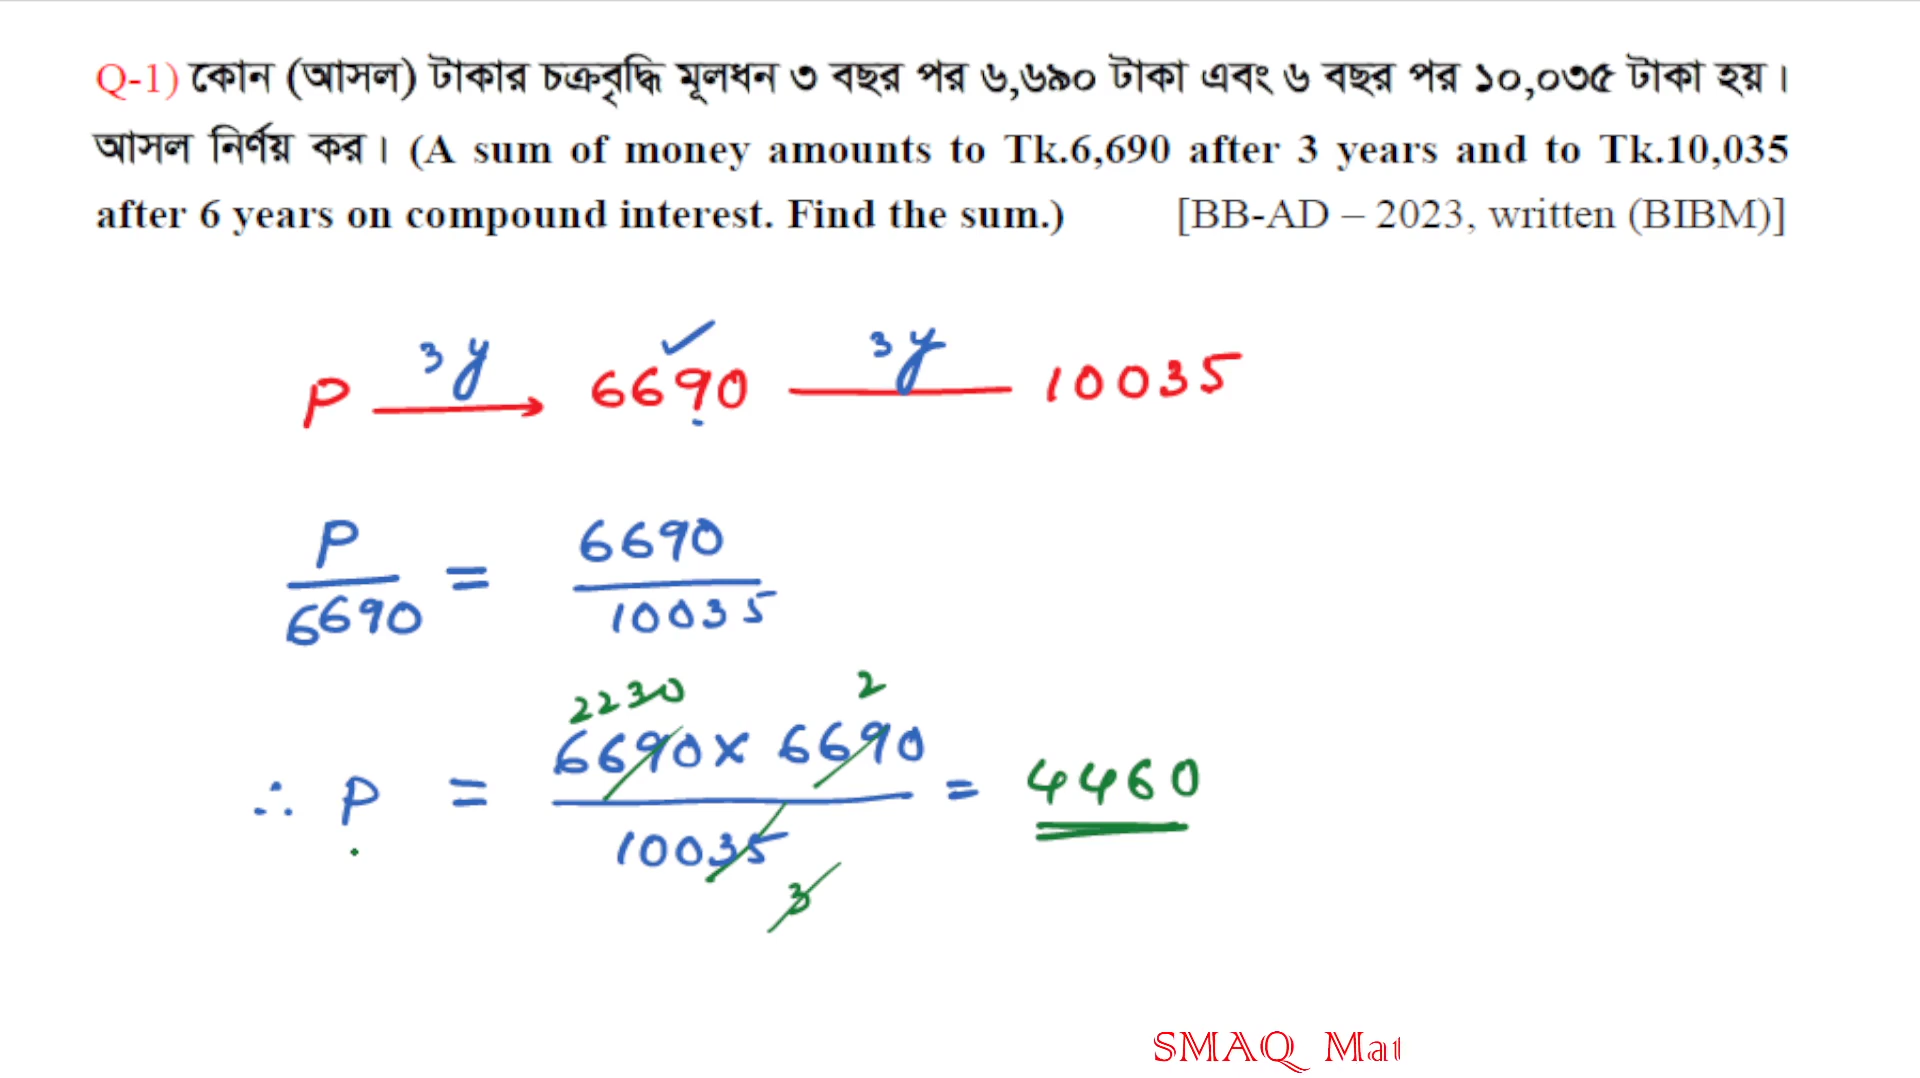 Q-1) কোন (আসল) টাকার চক্রবৃদ্ধি মূলধন ৩ বছর পর ৬,৬৯০ টাকা এবং ৬ বছর পর ১০,০৩৫ টাকা হয়।
আসল নির্ণয় কর। (A sum of money amounts to Tk.6,690 after 3 years and to Tk.10,035
after 6 years on compound interest. Find the sum.) [BB-AD – 2023, written (BIBM)]
3y ✓ 3y
P → 6690 — 10035
P 6690
= 
6690 10035
2230 2
6690 x 6690
∴ P = = 4460
10035
3
SMAQ Mat